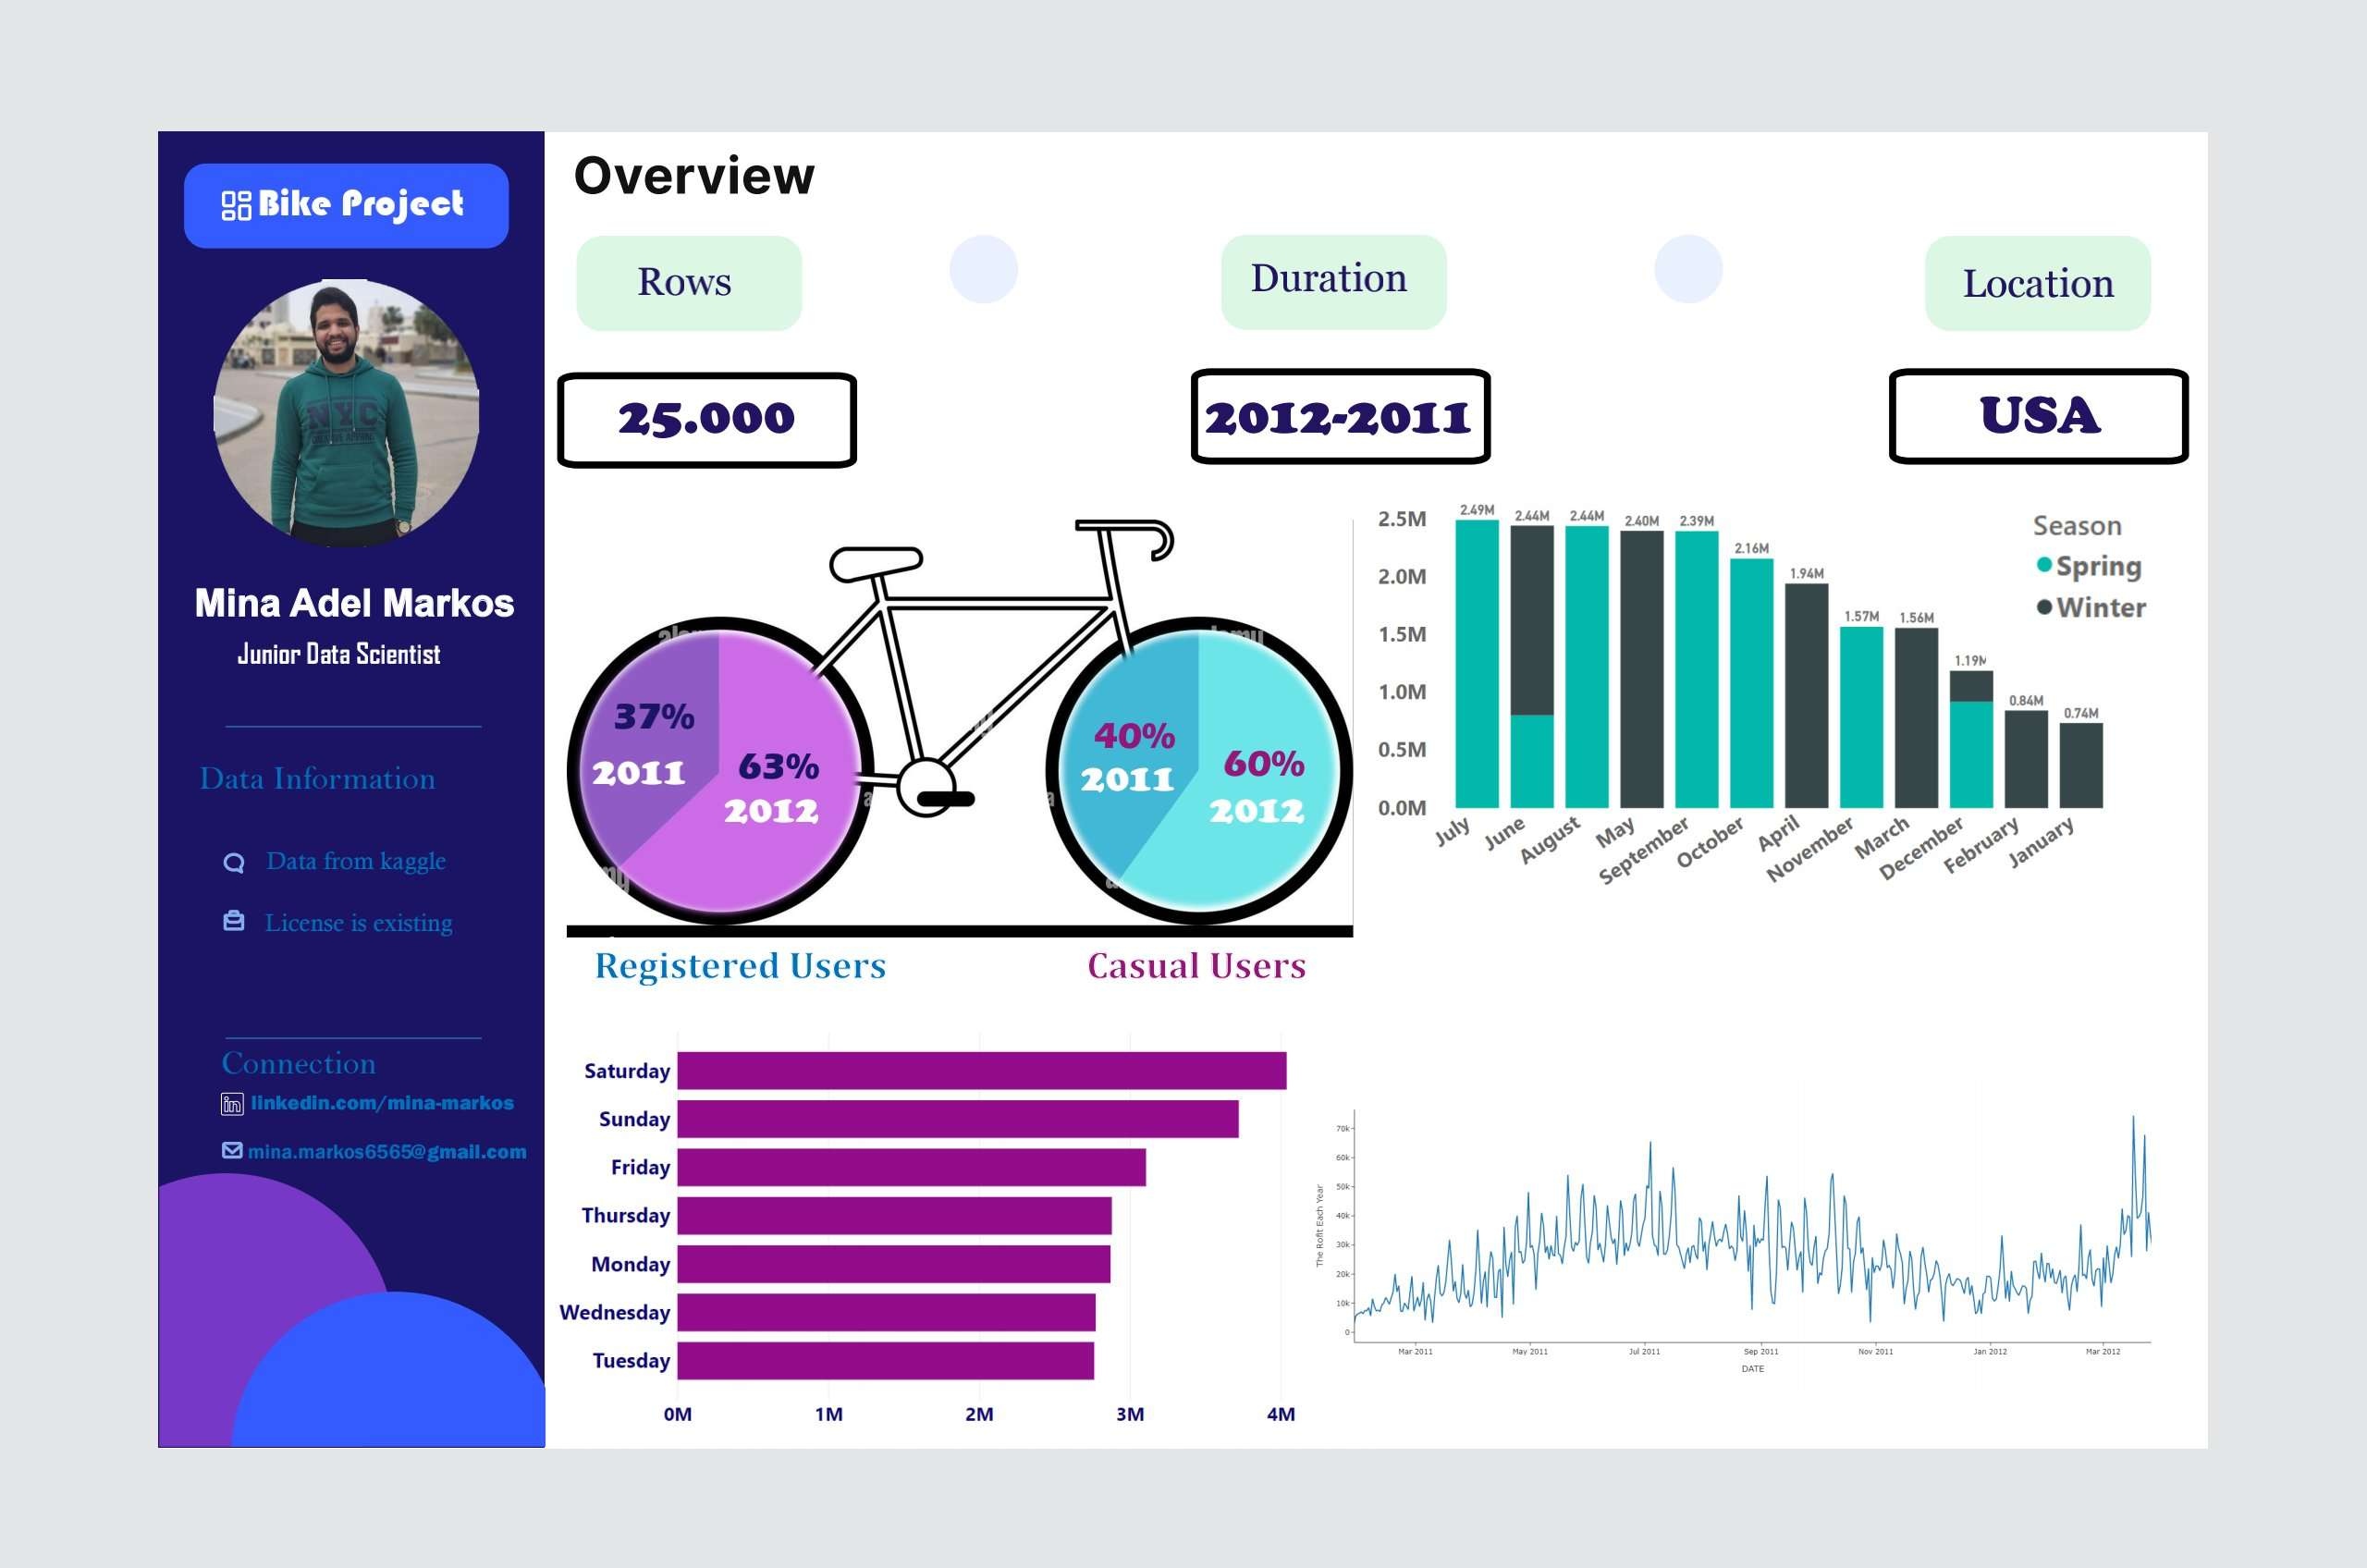 Bike Project
Mina Adel Markos
Junior Data Scientist
Data Information
Data from kaggle
License is existing
Connection
linkedin.com/mina-markos
mina.markos6565@gmail.com
NYC
Overview
Rows
Duration
Location
25.000
2012-2011
USA
37%
2011
63%
2012
40%
2011
60%
2012
Registered Users
Casual Users
2.5M
2.0M
1.5M
1.0M
0.5M
0.0M
2.49M
2.44M
2.44M
2.40M
2.39M
2.16M
1.94M
1.57M
1.56M
1.19M
0.84M
0.74M
July
June
August
May
September
October
April
November
March
December
February
January
Season
Spring
Winter
Saturday
Sunday
Friday
Thursday
Monday
Wednesday
Tuesday
0M 1M 2M 3M 4M
The Rofit Each Year
70k
60k
50k
40k
30k
20k
10k
0
Mar 2011 May 2011 Jul 2011 Sep 2011 Nov 2011 Jan 2012 Mar 2012
DATE